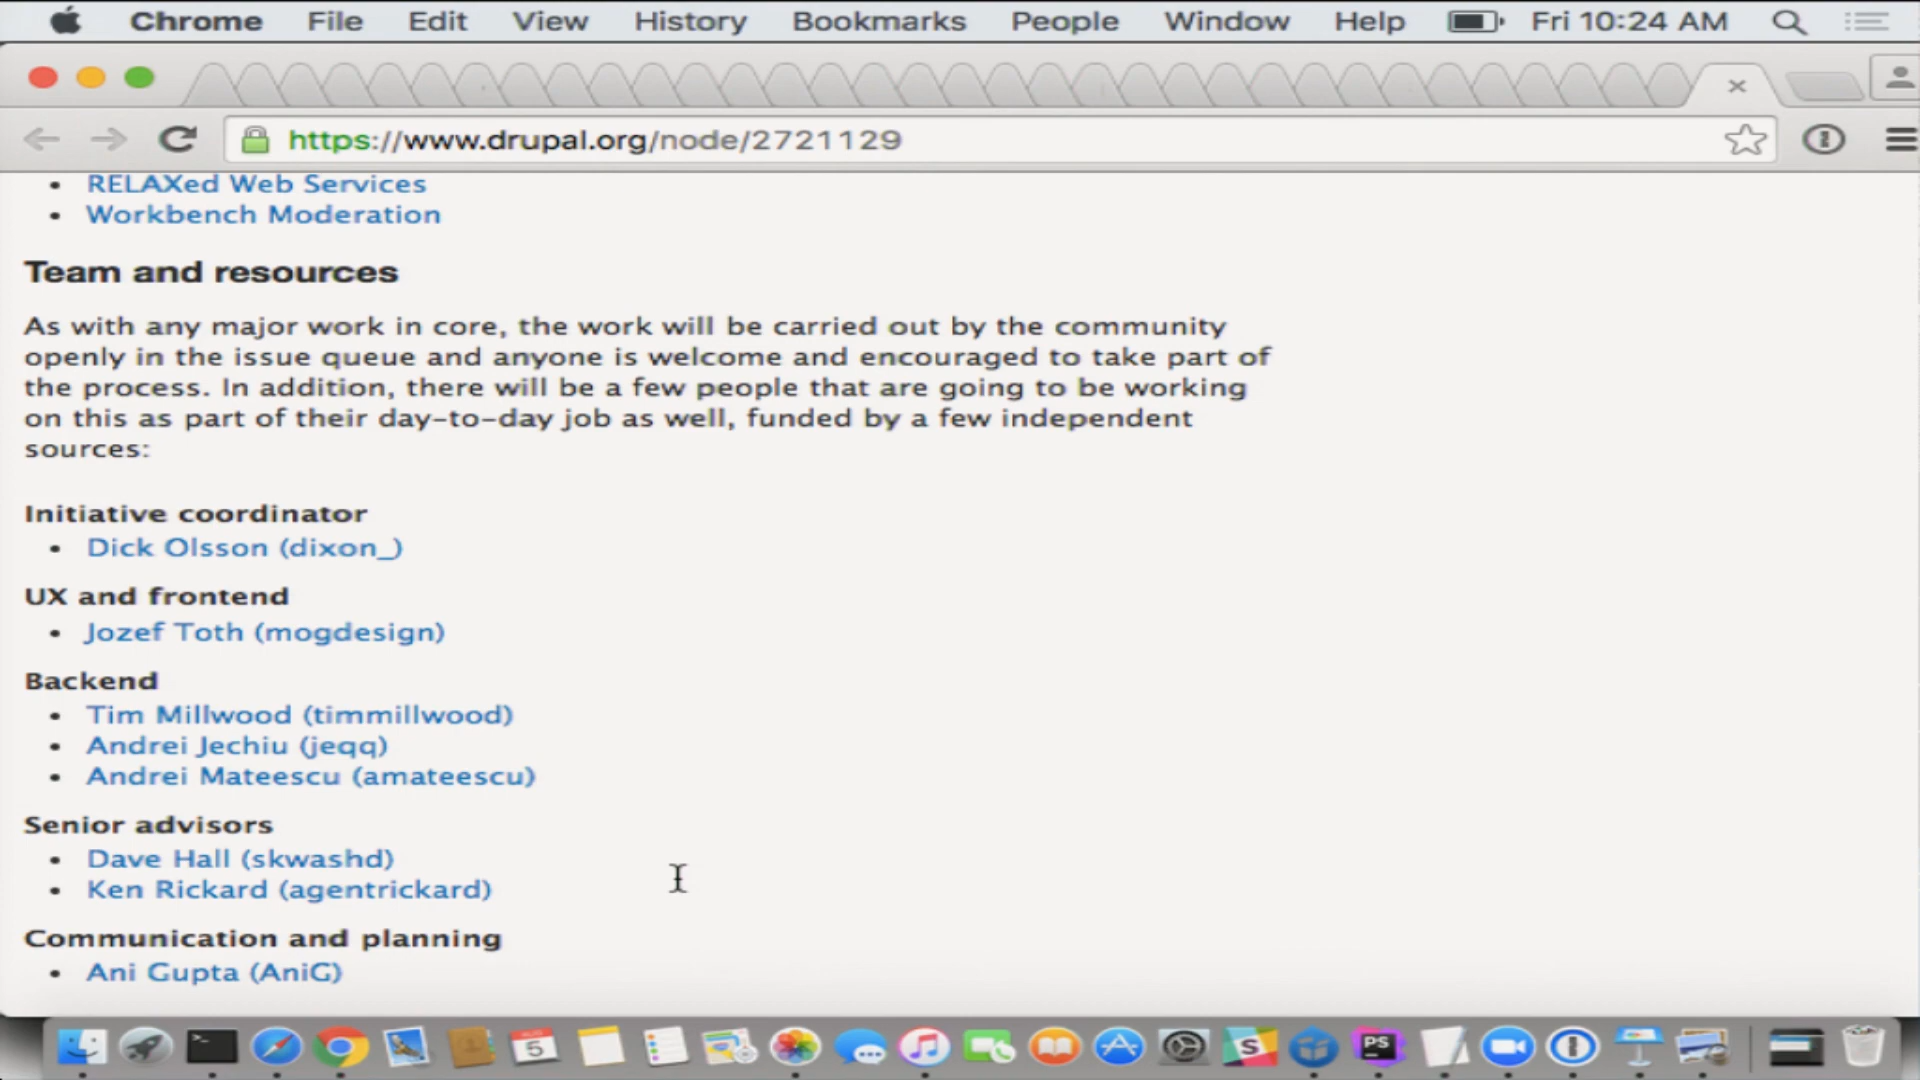 Chrome File Edit View History Bookmarks People Window Help Fri 10:24 AM
https://www.drupal.org/node/2721129
RELAXed Web Services
Workbench Moderation
Team and resources
As with any major work in core, the work will be carried out by the community
openly in the issue queue and anyone is welcome and encouraged to take part of
the process. In addition, there will be a few people that are going to be working
on this as part of their day-to-day job as well, funded by a few independent
sources:
Initiative coordinator
Dick Olsson (dixon_)
UX and frontend
Jozef Toth (mogdesign)
Backend
Tim Millwood (timmillwood)
Andrei Jechiu (jeqq)
Andrei Mateescu (amateescu)
Senior advisors
Dave Hall (skwashd)
Ken Rickard (agentrickard)
Communication and planning
Ani Gupta (AniG)
5
S
PS